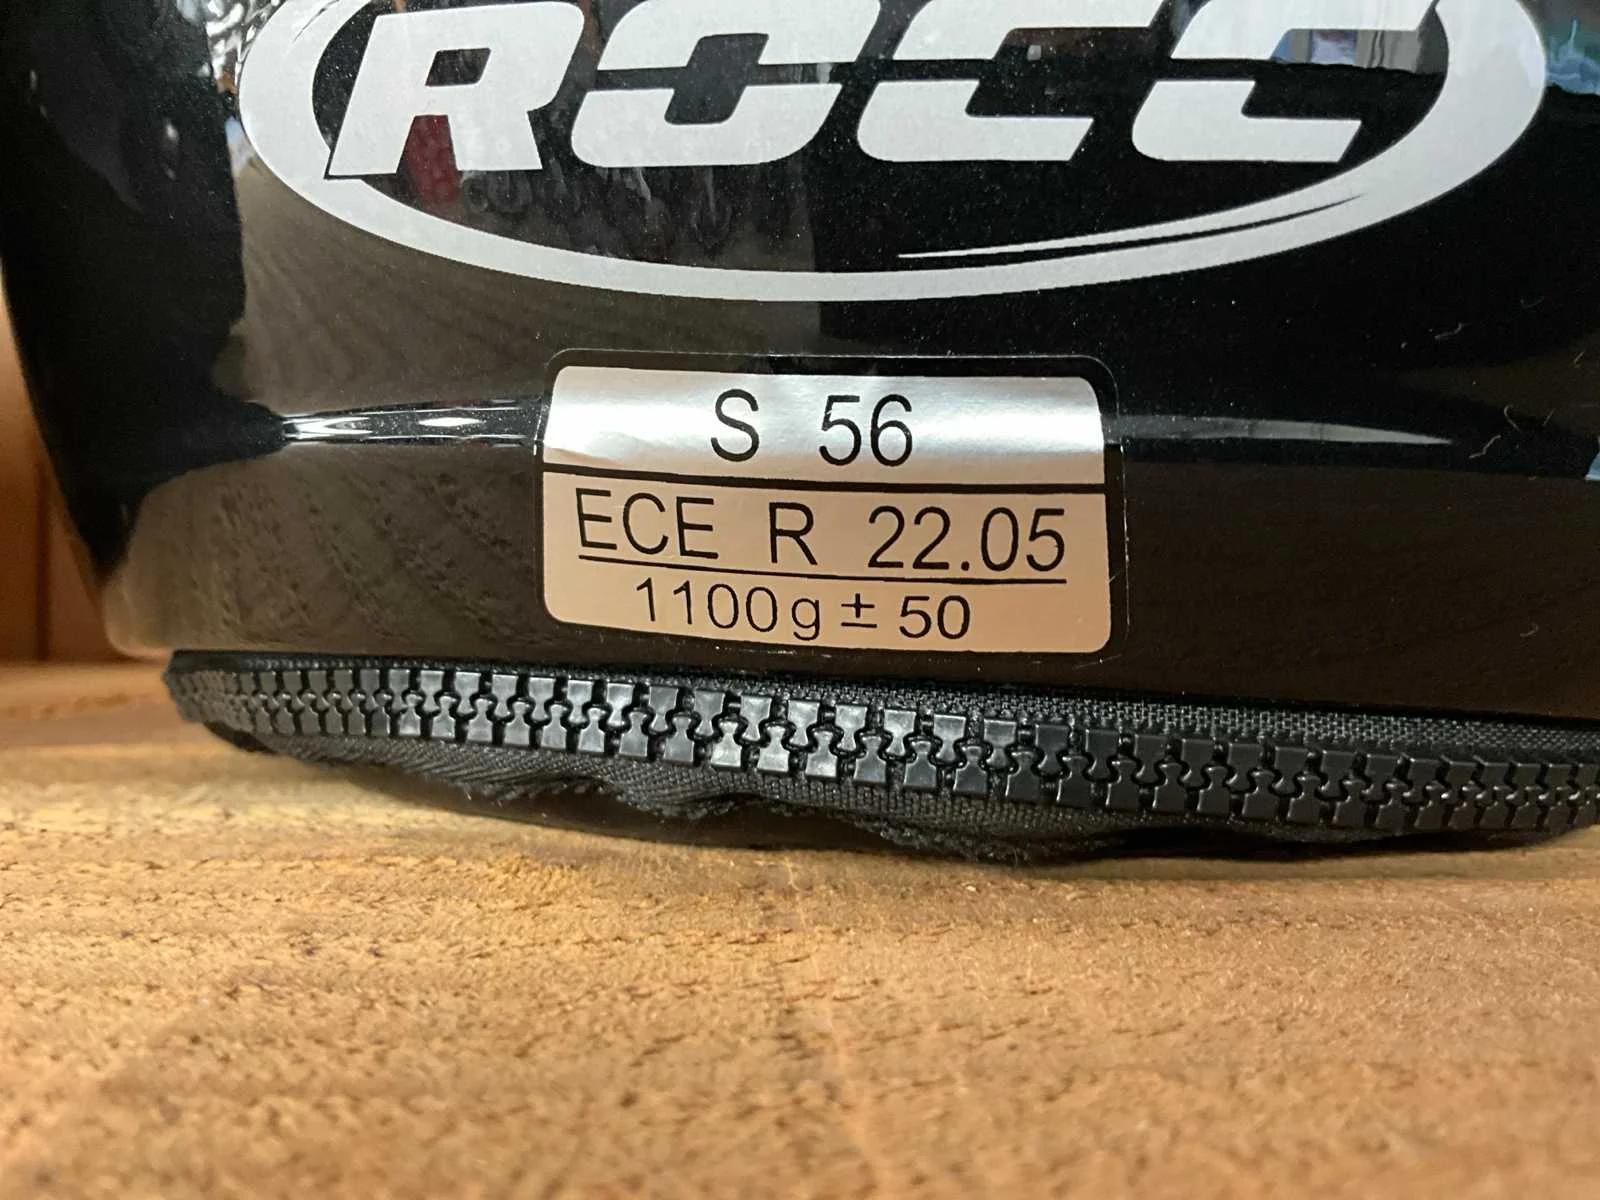 ROCC
S 56
ECE R 22.05
1100g ± 50